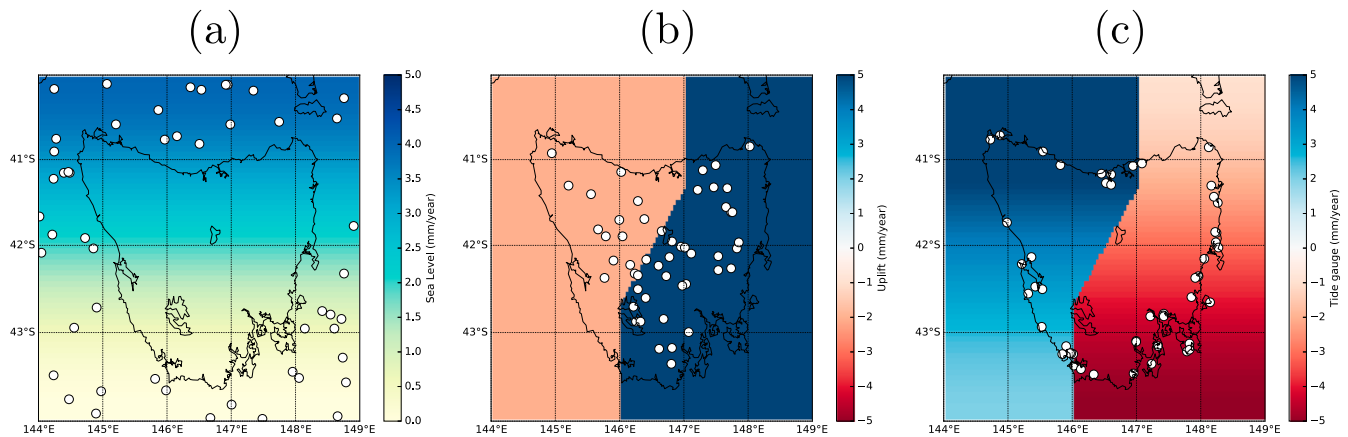 (a) (b) (c)
5.0 5 5
4.5 4 4
41°S 41°S 41°S
4.0 3 3
3.5 2 2
3.0 1 1
42°S 42°S 42°S
2.5 0 0
2.0 −1 −1
1.5 −2 −2
43°S 43°S 43°S
1.0 −3 −3
0.5 −4 −4
0.0 −5 −5
Sea Level (mm/year) Uplift (mm/year) Tide gauge (mm/year)
144°E 145°E 146°E 147°E 148°E 149°E 144°E 145°E 146°E 147°E 148°E 149°E 144°E 145°E 146°E 147°E 148°E 149°E